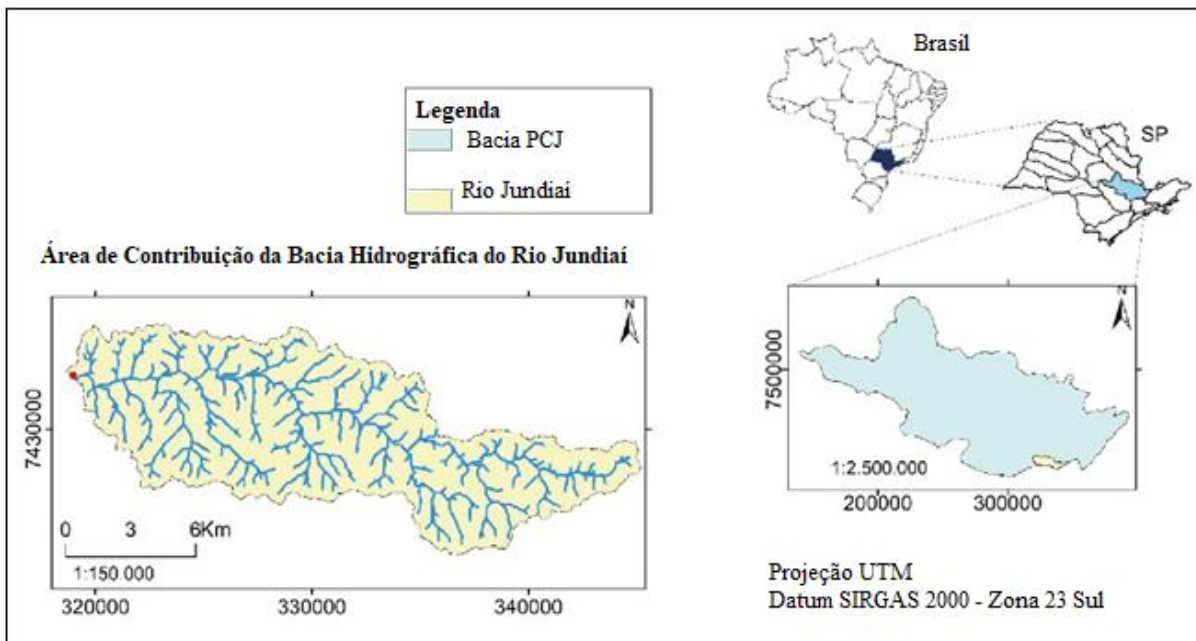 Brasil
Legenda
Bacia PCJ
Rio Jundiaí
SP
Área de Contribuição da Bacia Hidrográfica do Rio Jundiaí
N
7430000
0 3 6Km
1:150.000
320000 330000 340000
N
7500000
1:2.500.000
200000 300000
Projeção UTM
Datum SIRGAS 2000 - Zona 23 Sul